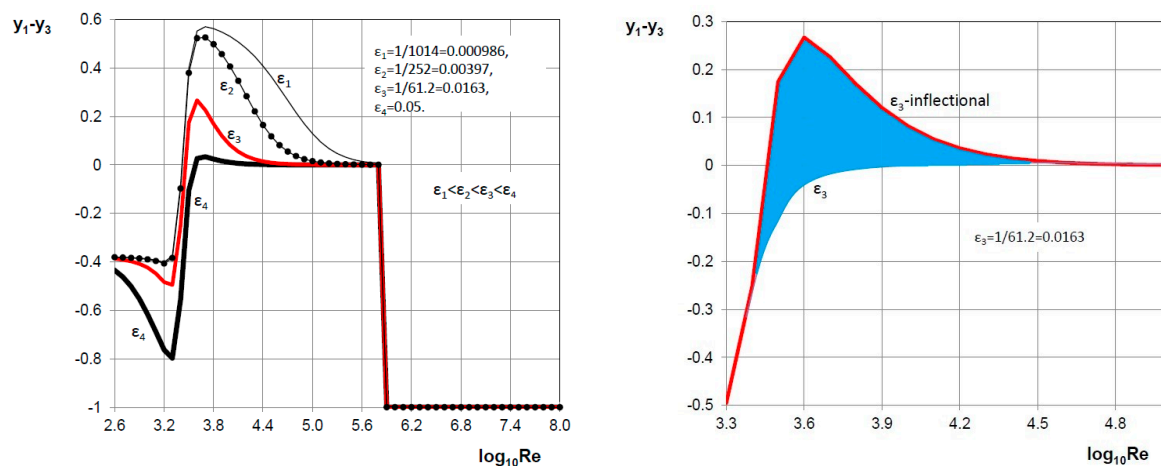 y₁-y₃
0.6
0.4
0.2
0
-0.2
-0.4
-0.6
-0.8
-1
2.6 3.2 3.8 4.4 5.0 5.6 6.2 6.8 7.4 8.0
log₁₀Re
ε₁
ε₂
ε₃
ε₄
ε₄
ε₁=1/1014=0.000986,
ε₂=1/252=0.00397,
ε₃=1/61.2=0.0163,
ε₄=0.05.
ε₁<ε₂<ε₃<ε₄
y₁-y₃
0.3
0.2
0.1
0
-0.1
-0.2
-0.3
-0.4
-0.5
3.3 3.6 3.9 4.2 4.5 4.8
log₁₀Re
ε₃-inflectional
ε₃
ε₃=1/61.2=0.0163